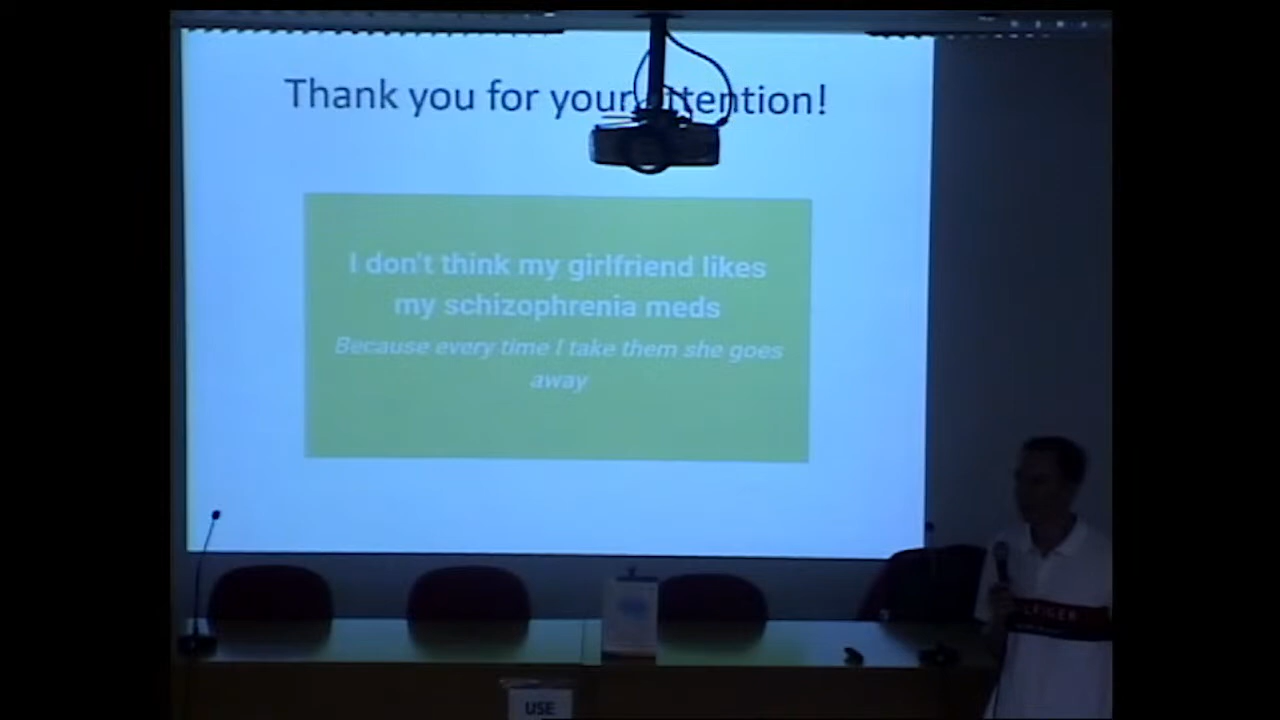 Thank you for your attention!
I don't think my girlfriend likes
my schizophrenia meds
Because every time I take them she goes
away
HILFIGER
USE